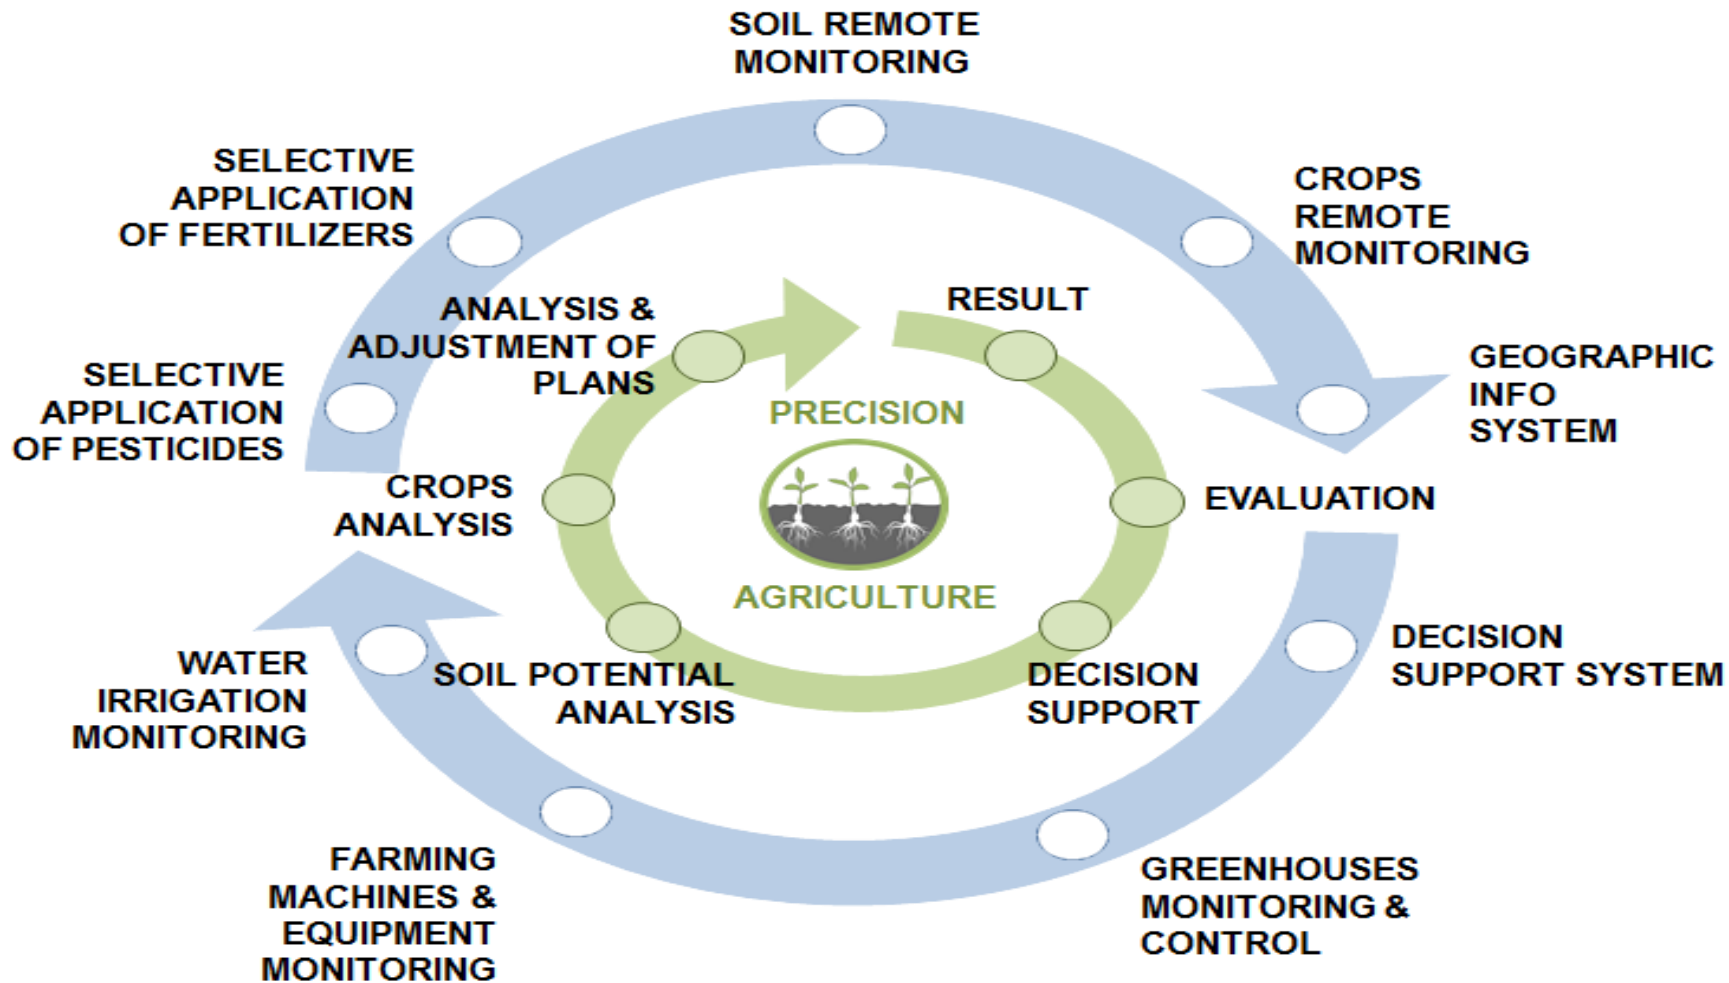 SOIL REMOTE
MONITORING
SELECTIVE
APPLICATION
OF FERTILIZERS
CROPS
REMOTE
MONITORING
ANALYSIS &
ADJUSTMENT OF
PLANS
RESULT
SELECTIVE
APPLICATION
OF PESTICIDES
GEOGRAPHIC
INFO
SYSTEM
PRECISION
AGRICULTURE
CROPS
ANALYSIS
EVALUATION
WATER
IRRIGATION
MONITORING
SOIL POTENTIAL
ANALYSIS
DECISION
SUPPORT
DECISION
SUPPORT SYSTEM
FARMING
MACHINES &
EQUIPMENT
MONITORING
GREENHOUSES
MONITORING &
CONTROL